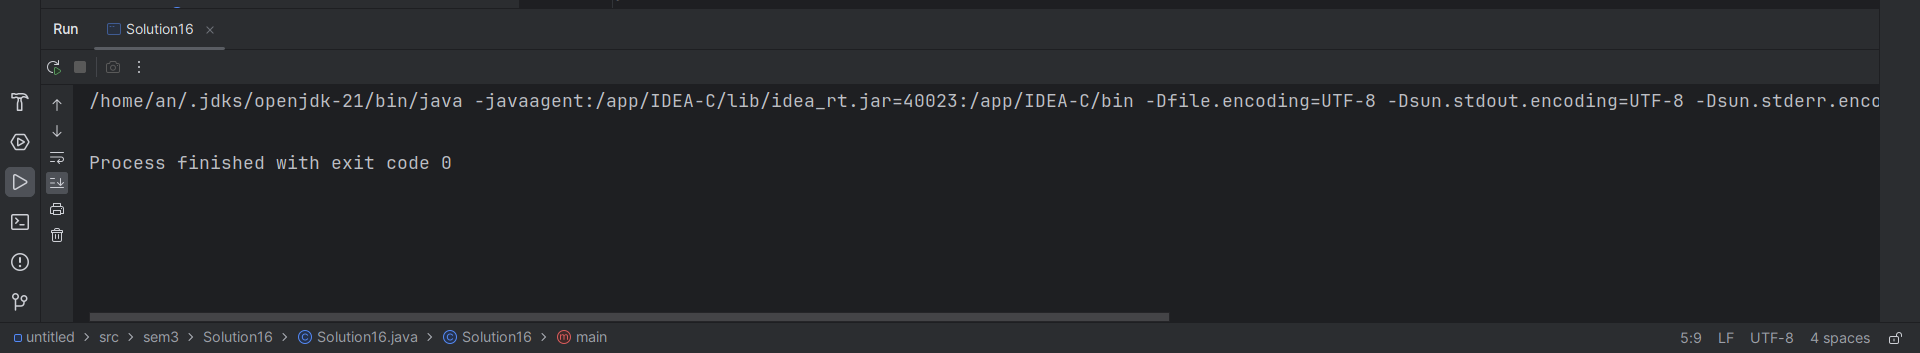 Run Solution16
/home/an/.jdks/openjdk-21/bin/java -javaagent:/app/IDEA-C/lib/idea_rt.jar=40023:/app/IDEA-C/bin -Dfile.encoding=UTF-8 -Dsun.stdout.encoding=UTF-8 -Dsun.stderr.enco
Process finished with exit code 0
untitled > src > sem3 > Solution16 > Solution16.java > Solution16 > main 5:9 LF UTF-8 4 spaces